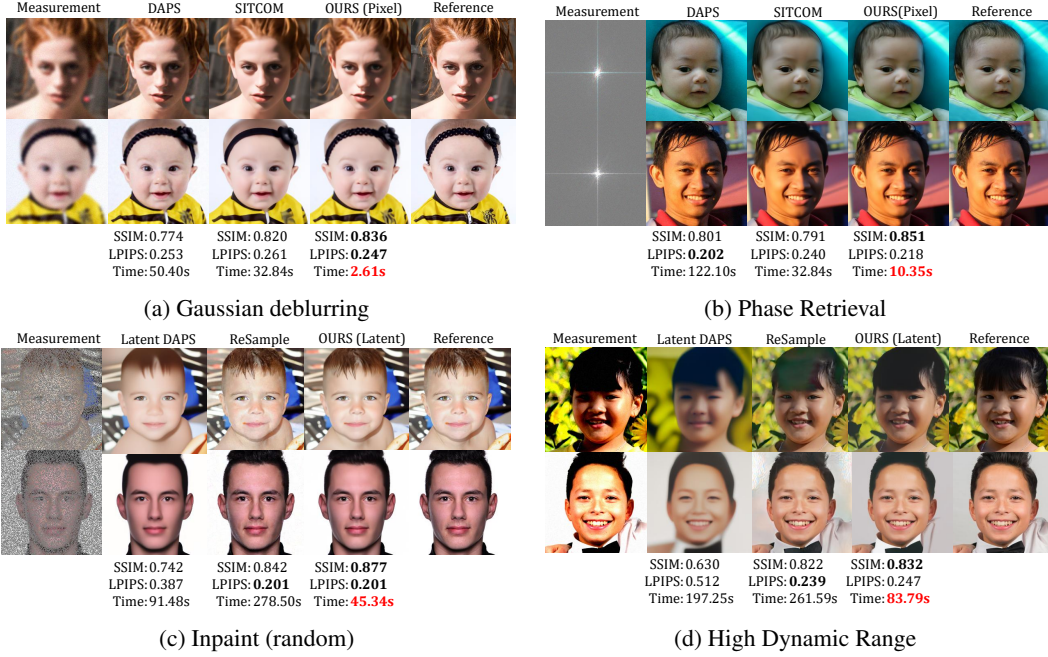 Measurement DAPS SITCOM OURS (Pixel) Reference
SSIM: 0.774 SSIM: 0.820 SSIM: 0.836
LPIPS: 0.253 LPIPS: 0.261 LPIPS: 0.247
Time: 50.40s Time: 32.84s Time: 2.61s
(a) Gaussian deblurring
Measurement DAPS SITCOM OURS(Pixel) Reference
SSIM: 0.801 SSIM: 0.791 SSIM: 0.851
LPIPS: 0.202 LPIPS: 0.240 LPIPS: 0.218
Time: 122.10s Time: 32.84s Time: 10.35s
(b) Phase Retrieval
Measurement Latent DAPS ReSample OURS (Latent) Reference
SSIM: 0.742 SSIM: 0.842 SSIM: 0.877
LPIPS: 0.387 LPIPS: 0.201 LPIPS: 0.201
Time: 91.48s Time: 278.50s Time: 45.34s
(c) Inpaint (random)
Measurement Latent DAPS ReSample OURS (Latent) Reference
SSIM: 0.630 SSIM: 0.822 SSIM: 0.832
LPIPS: 0.512 LPIPS: 0.239 LPIPS: 0.247
Time: 197.25s Time: 261.59s Time: 83.79s
(d) High Dynamic Range